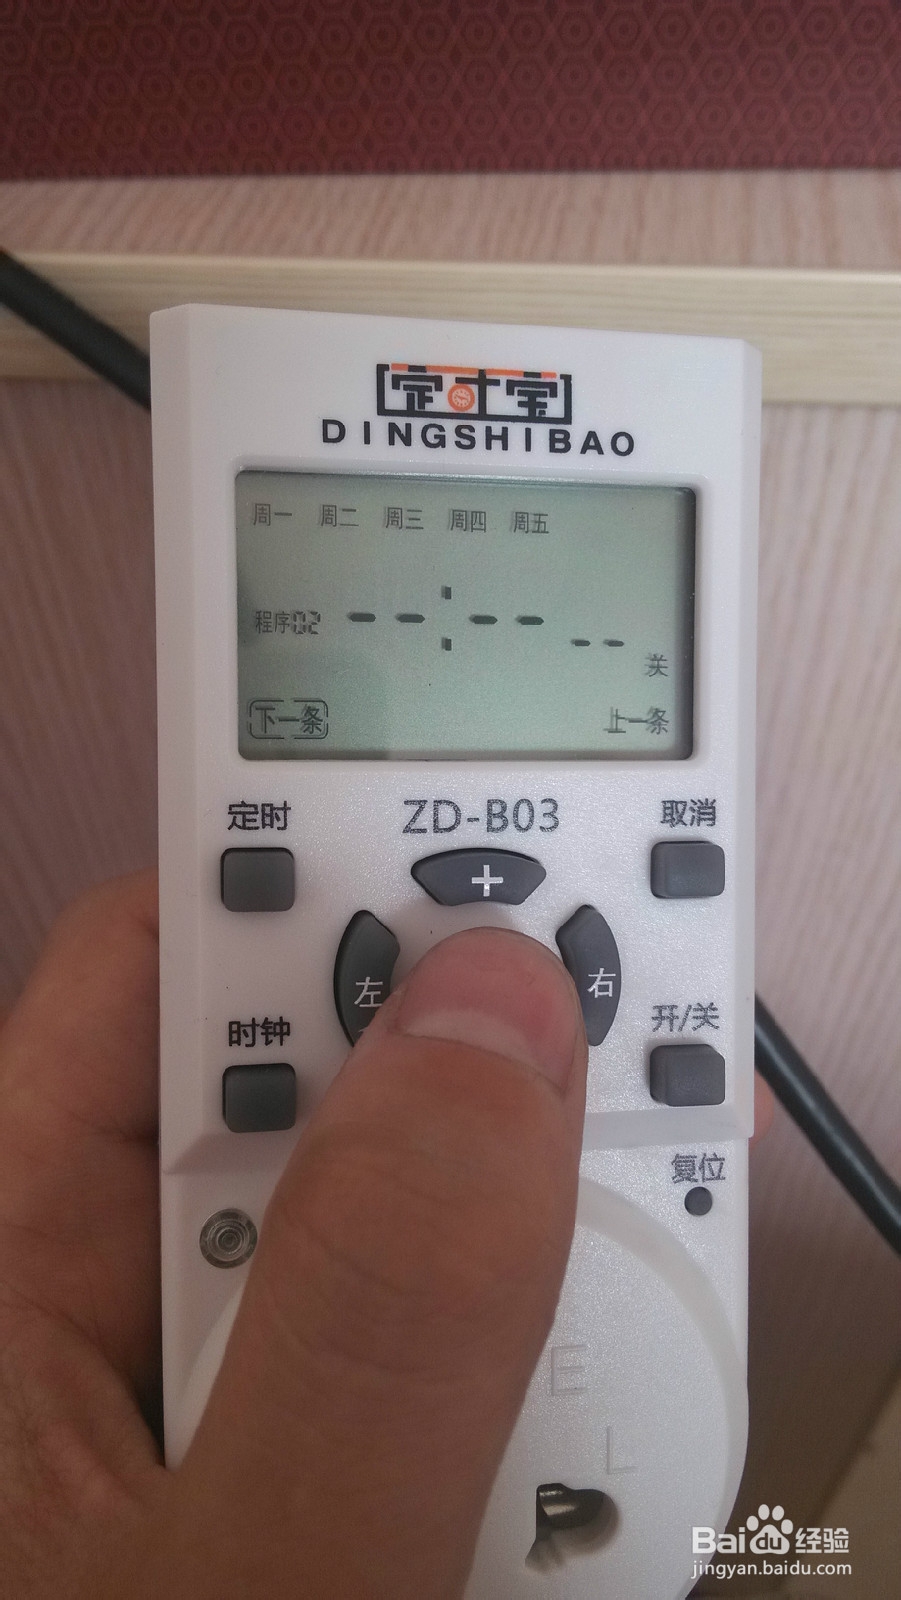 定时宝
DINGSHIBAO
周一 周二 周三 周四 周五
程序02 --:-- --
关
下一条 上一条
定时 ZD-B03 取消
+
左 右
时钟 开/关
复位
E
L
Baidu经验
jingyan.baidu.com